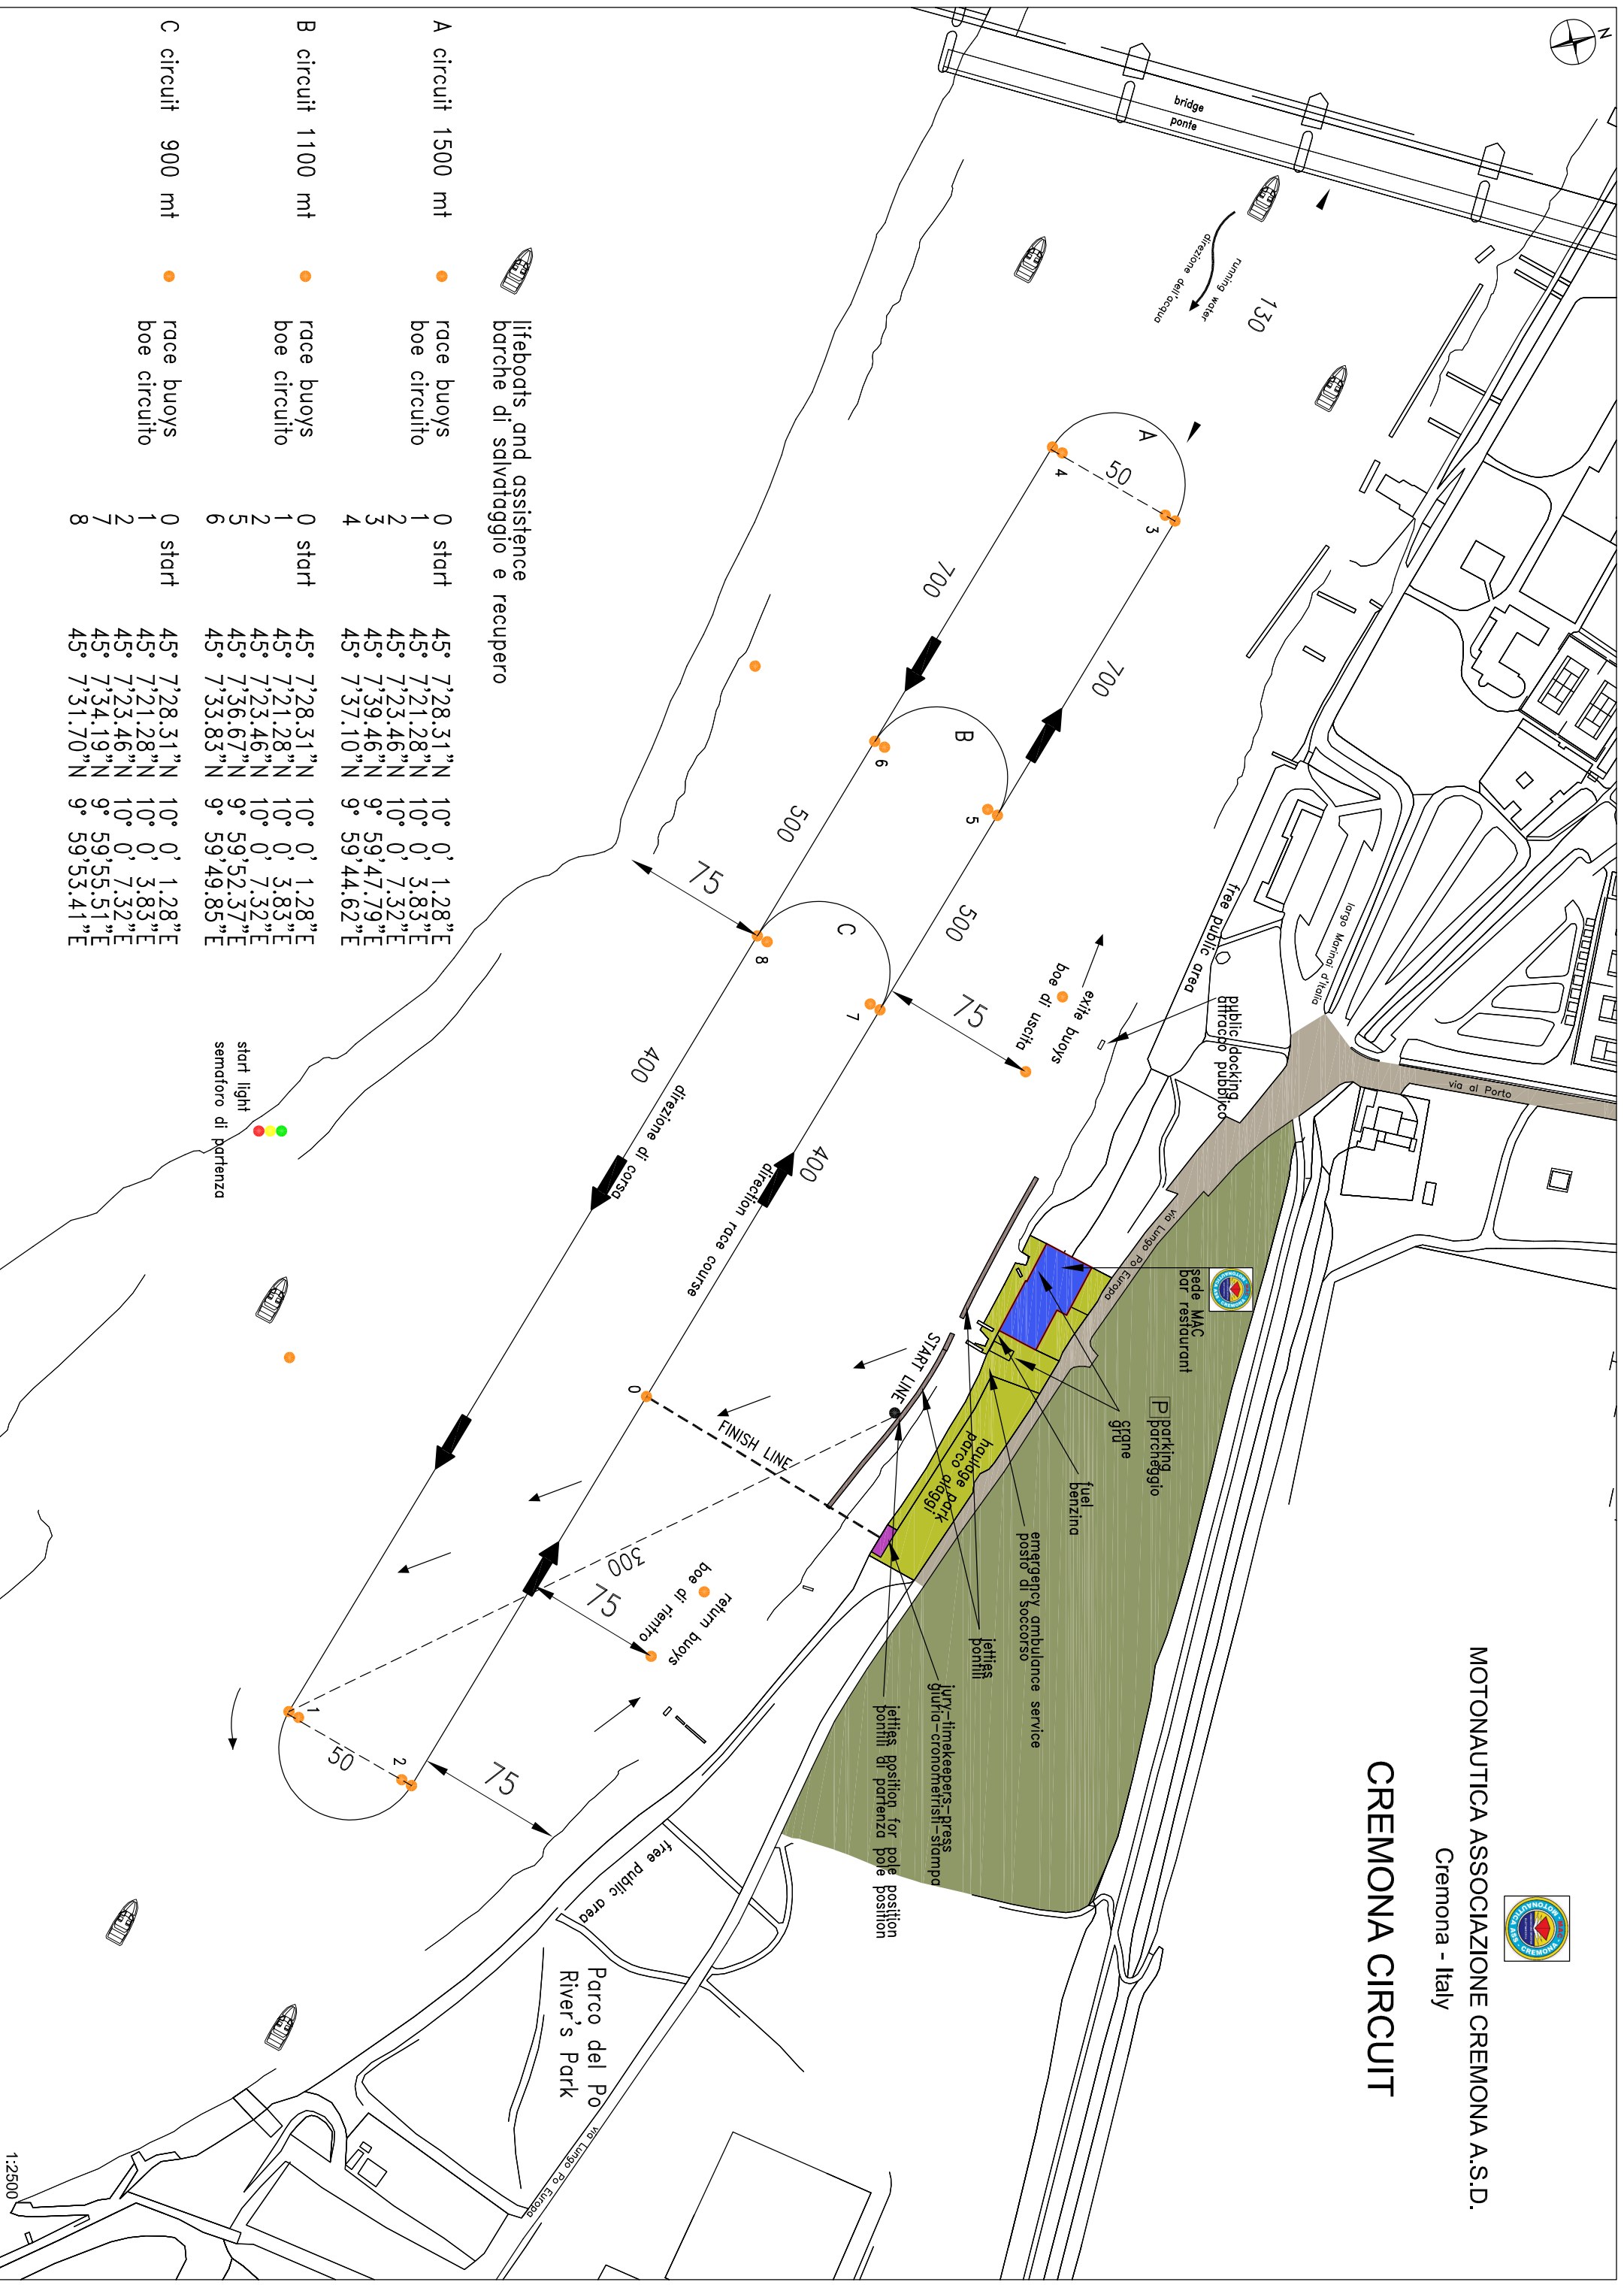 MOTONAUTICA ASSOCIAZIONE CREMONA A.S.D.
Cremona - Italy
CREMONA CIRCUIT
N
bridge
ponte
running water
direzione dell'acqua
130
A
50
4
3
700
700
B
6
5
500
500
75
C
8
7
75
exite buoys
boe di uscita
400
400
direzione di corsa
direction race course
free public area
largo Marinai d'Italia
public docking
attracco pubblico
via al Porto
via Lungo Po Europa
sede MAC
bar restaurant
P parking
parcheggio
crane
gru
fuel
benzina
emergency ambulance service
posto di soccorso
jetties
pontili
jury-timekeepers-press
giuria-cronometristi-stampa
jetties position for pole position
pontili di partenza pole position
haulage park
parco alaggi
START LINE
FINISH LINE
0
300
75
return buoys
boe di rientro
1
50
2
75
free public area
Parco del Po
River's Park
via Lungo Po Europa
start light
semaforo di partenza
lifeboats and assistence
barche di salvataggio e recupero
A circuit 1500 mt race buoys 0 start 45° 7'28.31"N 10° 0' 1.28"E
boe circuito 1 45° 7'21.28"N 10° 0' 3.83"E
2 45° 7'23.46"N 10° 0' 7.32"E
3 45° 7'39.46"N 9° 59'47.79"E
4 45° 7'37.10"N 9° 59'44.62"E
B circuit 1100 mt race buoys 0 start 45° 7'28.31"N 10° 0' 1.28"E
boe circuito 1 45° 7'21.28"N 10° 0' 3.83"E
2 45° 7'23.46"N 10° 0' 7.32"E
5 45° 7'36.67"N 9° 59'52.37"E
6 45° 7'33.83"N 9° 59'49.85"E
C circuit 900 mt race buoys 0 start 45° 7'28.31"N 10° 0' 1.28"E
boe circuito 1 45° 7'21.28"N 10° 0' 3.83"E
2 45° 7'23.46"N 10° 0' 7.32"E
7 45° 7'34.19"N 9° 59'55.51"E
8 45° 7'31.70"N 9° 59'53.41"E
1:2500